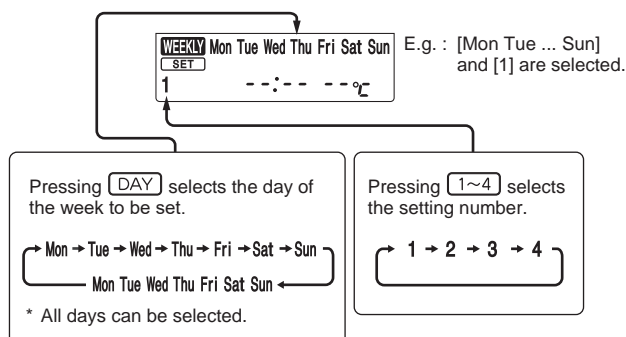 WEEKLY Mon Tue Wed Thu Fri Sat Sun
SET
1 --:-- --°C
E.g. : [Mon Tue ... Sun]
and [1] are selected.
Pressing DAY selects the day of
the week to be set.
Mon → Tue → Wed → Thu → Fri → Sat → Sun
Mon Tue Wed Thu Fri Sat Sun
* All days can be selected.
Pressing 1~4 selects
the setting number.
1 → 2 → 3 → 4